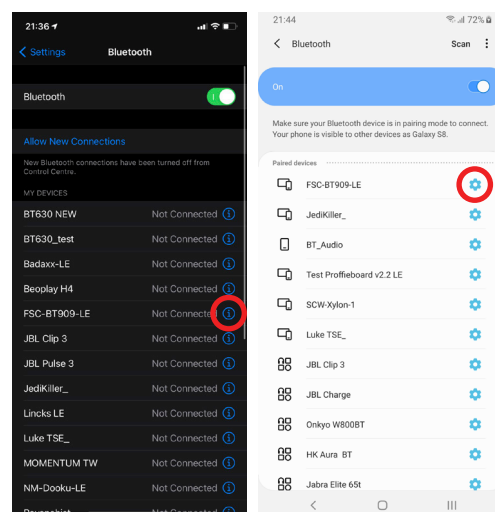 21:36
Settings
Bluetooth
Bluetooth
Allow New Connections
New Bluetooth connections have been turned off from
Control Centre.
MY DEVICES
BT630 NEW Not Connected
BT630_test Not Connected
Badaxx-LE Not Connected
Beoplay H4 Not Connected
FSC-BT909-LE Not Connected
JBL Clip 3 Not Connected
JBL Pulse 3 Not Connected
JediKiller_ Not Connected
Lincks LE Not Connected
Luke TSE_ Not Connected
MOMENTUM TW Not Connected
NM-Dooku-LE Not Connected
21:44 72%
Bluetooth Scan
On
Make sure your Bluetooth device is in pairing mode to connect.
Your phone is visible to other devices as Galaxy S8.
Paired devices
FSC-BT909-LE
JediKiller_
BT_Audio
Test Proffieboard v2.2 LE
SCW-Xylon-1
Luke TSE_
JBL Clip 3
JBL Charge
Onkyo W800BT
HK Aura BT
Jabra Elite 65t